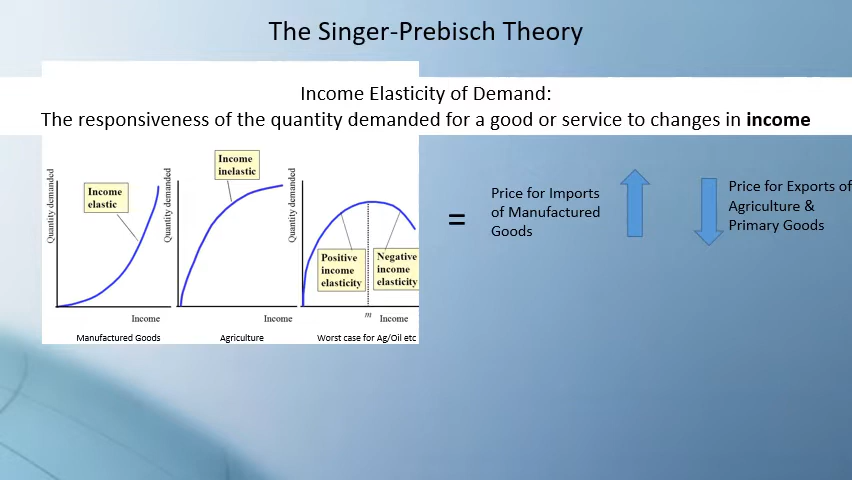 The Singer-Prebisch Theory
Income Elasticity of Demand:
The responsiveness of the quantity demanded for a good or service to changes in income
Quantity demanded
Income
elastic
Income
Manufactured Goods
Quantity demanded
Income
inelastic
Income
Agriculture
Quantity demanded
Positive
income
elasticity
Negative
income
elasticity
m
Income
Worst case for Ag/Oil etc
=
Price for Imports
of Manufactured
Goods
Price for Exports of
Agriculture &
Primary Goods